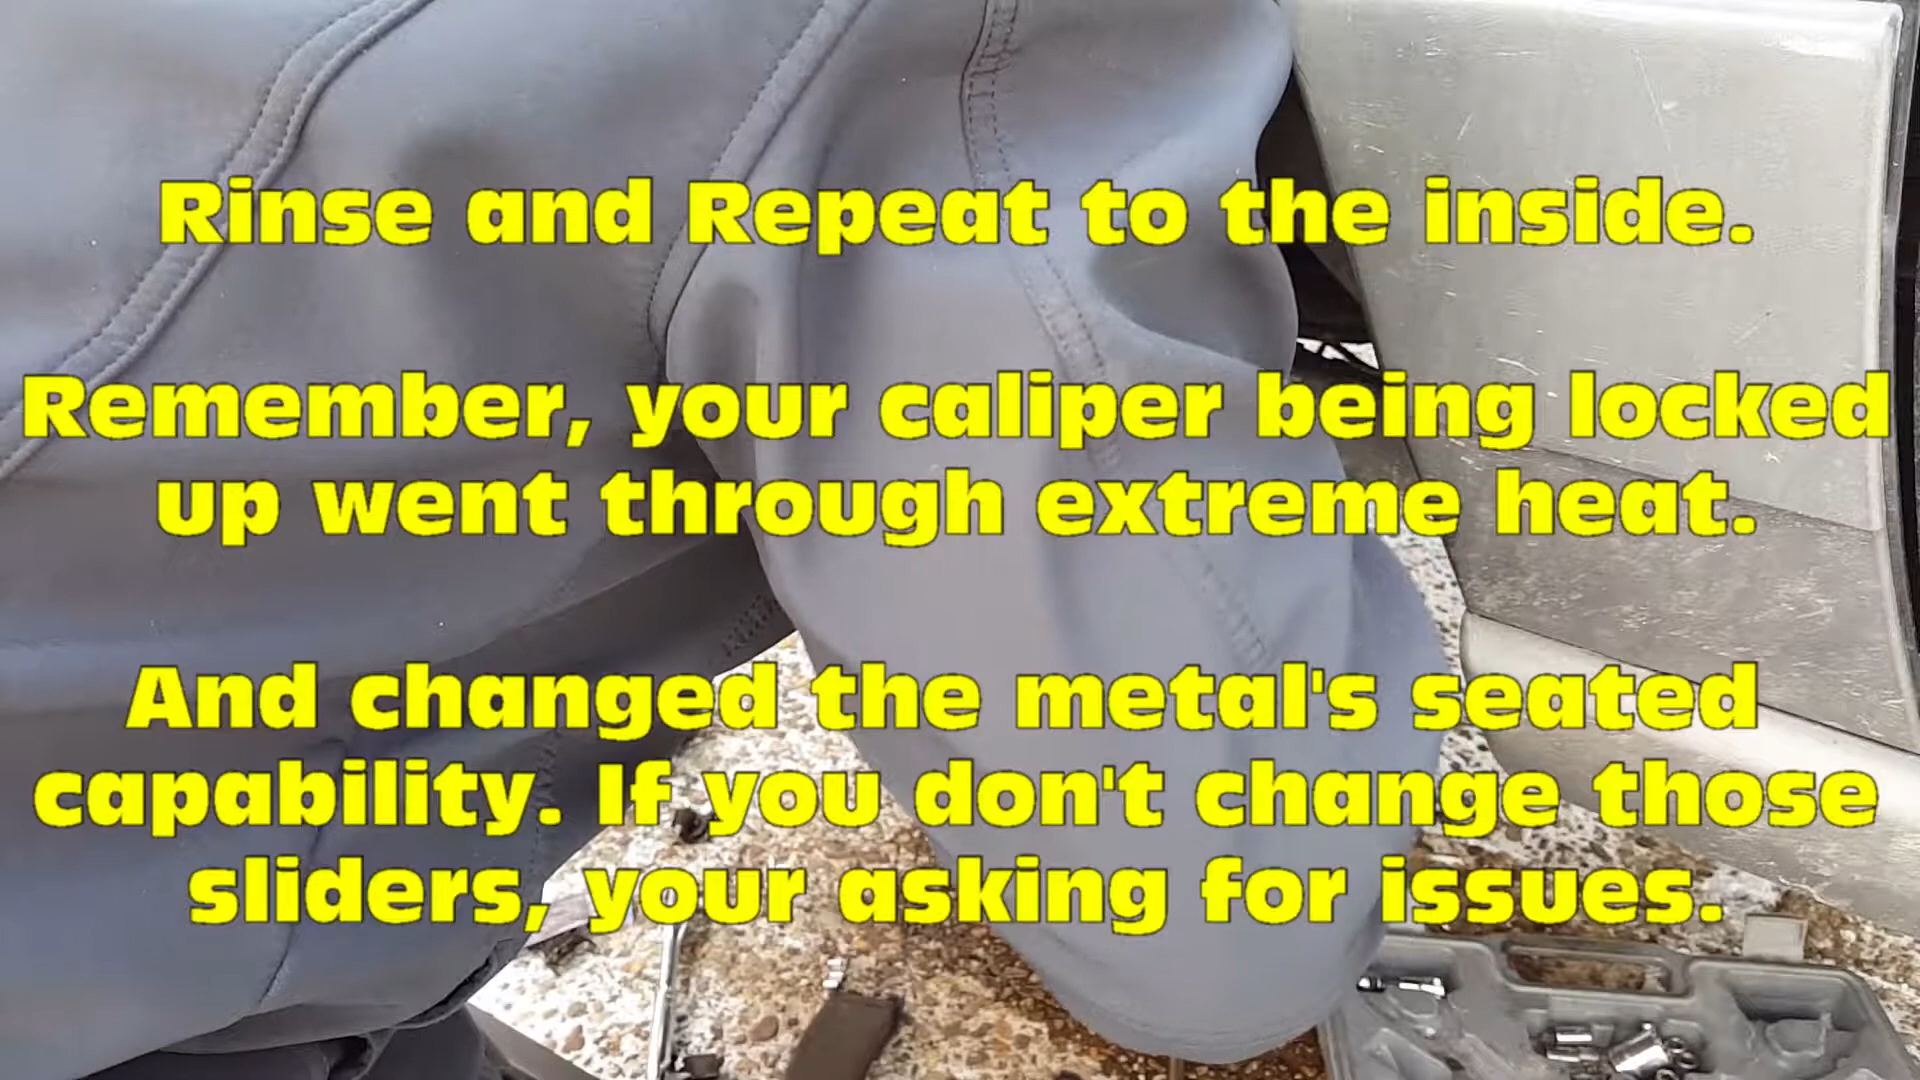 Rinse and Repeat to the inside.
Remember, your caliper being locked
up went through extreme heat.
And changed the metal's seated
capability. If you don't change those
sliders, your asking for issues.